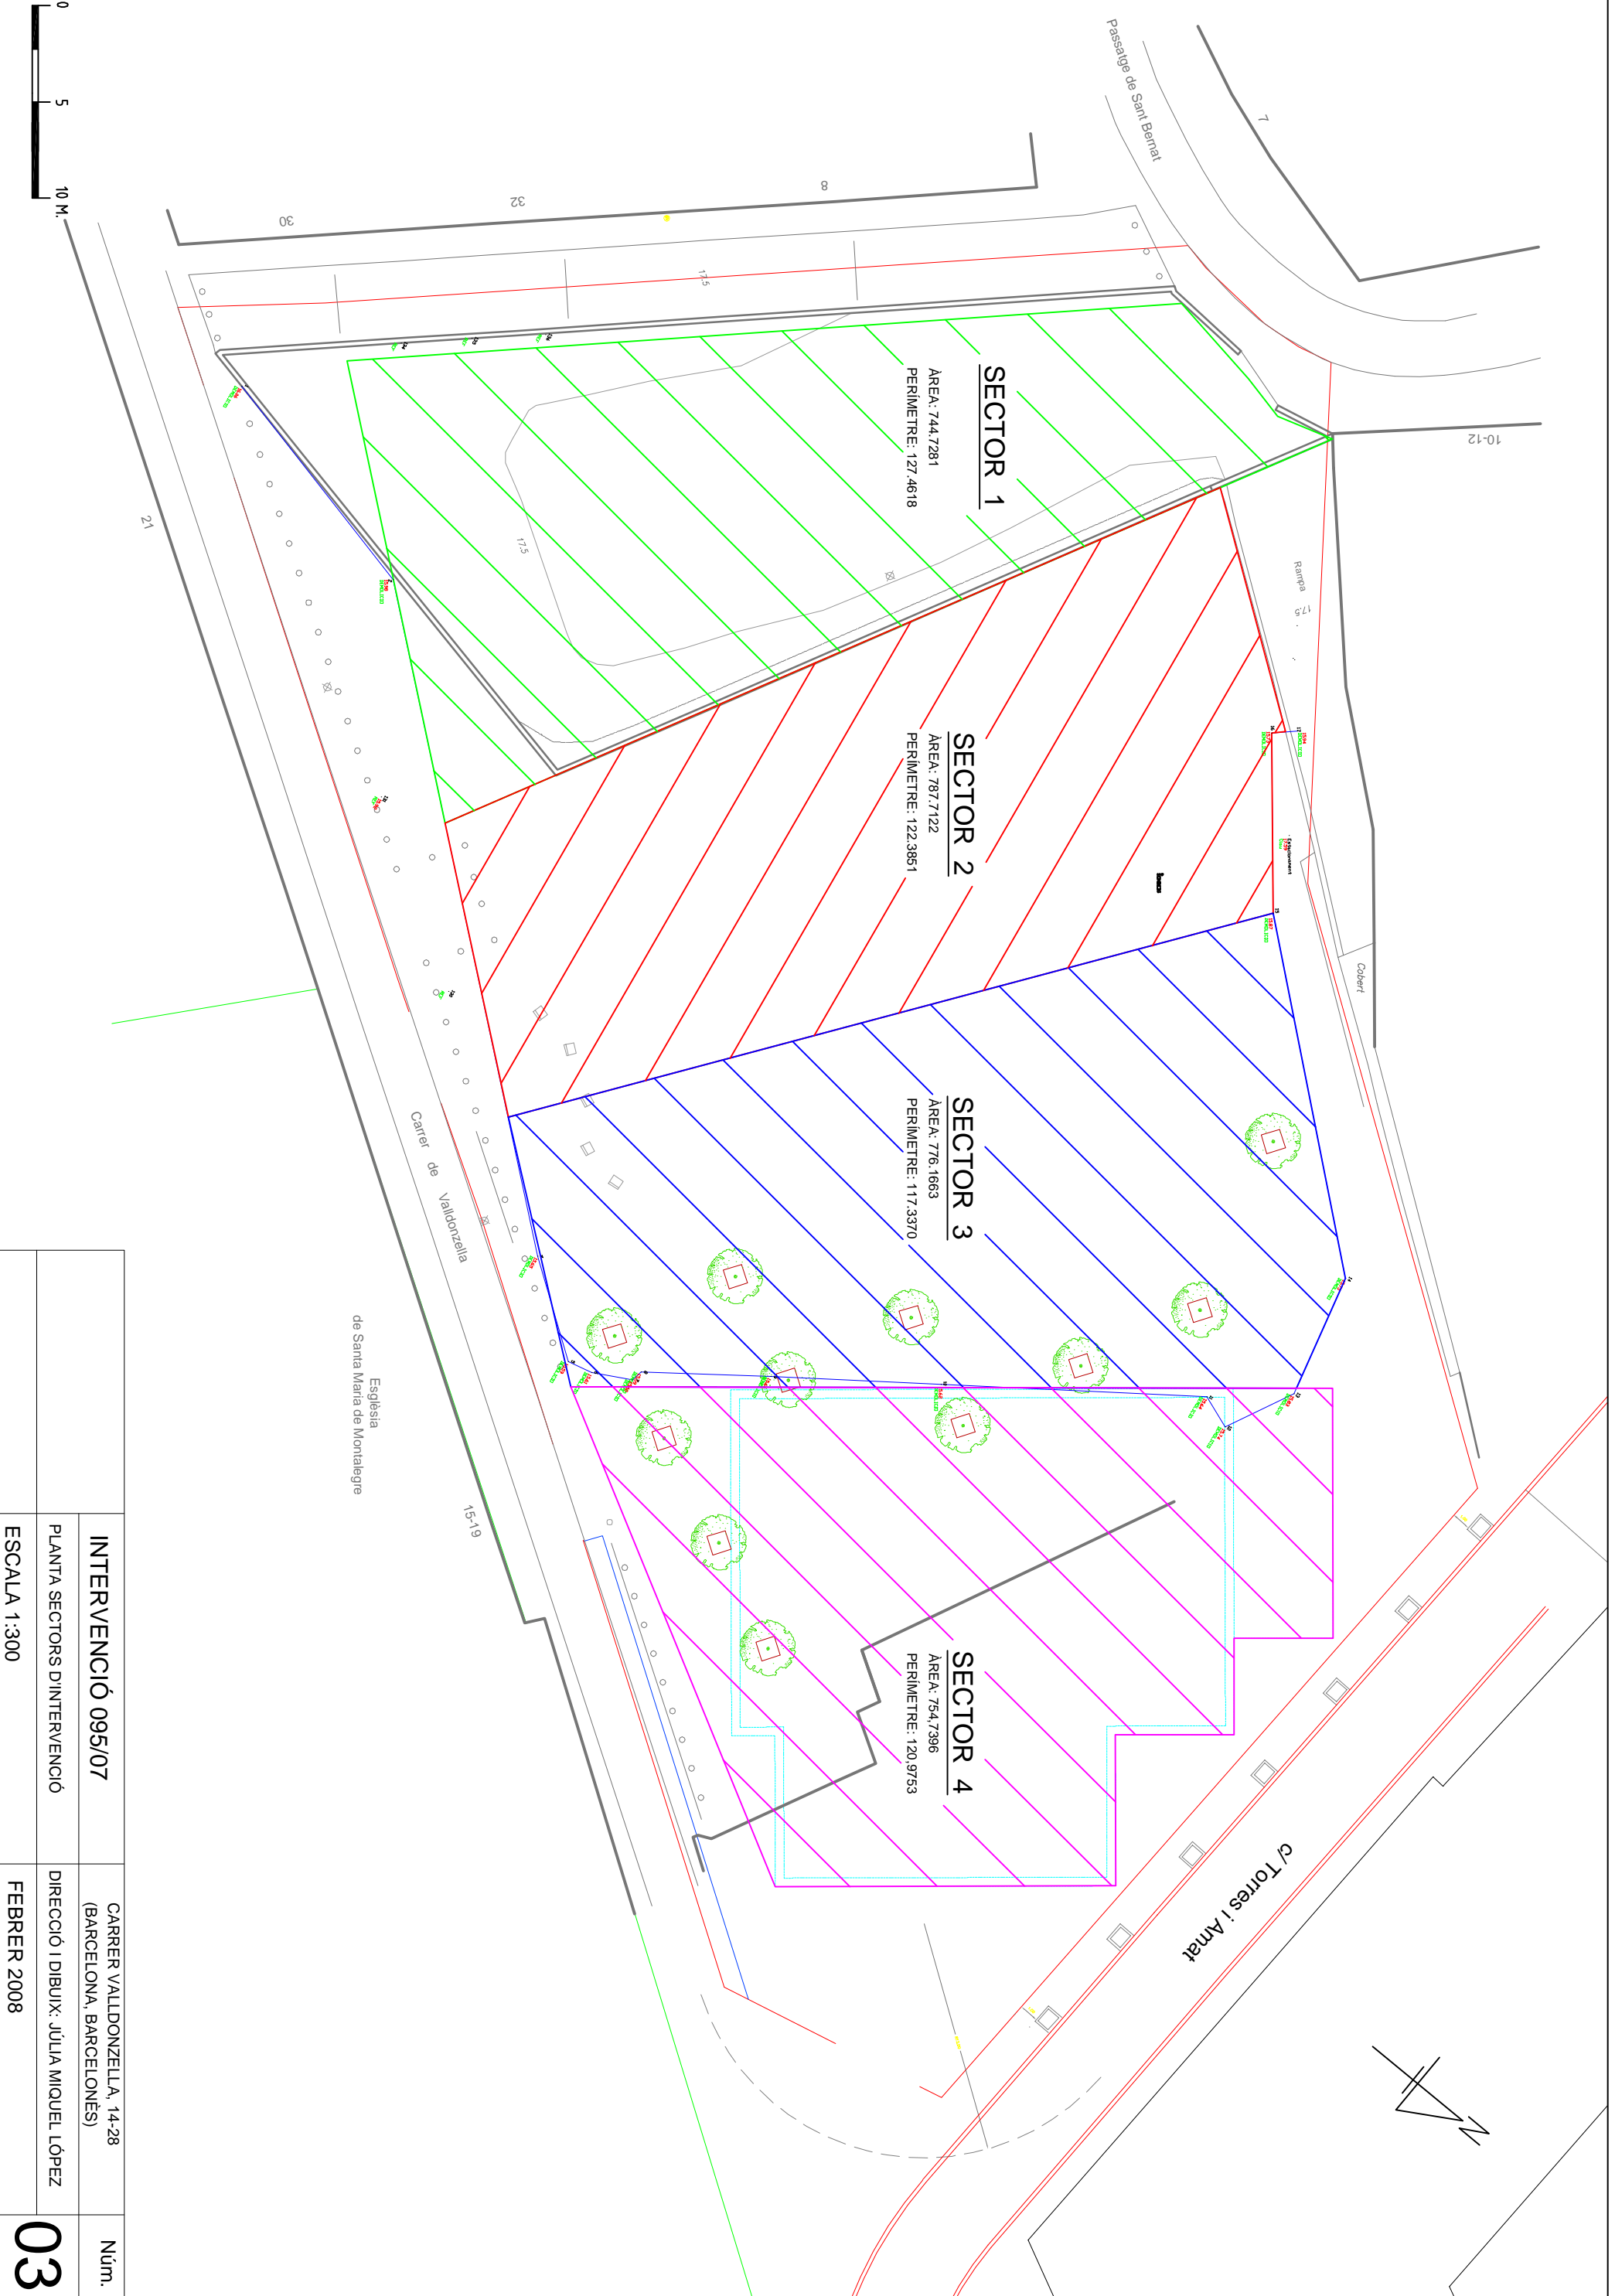 Passatge de Sant Bernat
7
10-12
8
32
30
17.5
17.5
Rampa
17.5
Cobert
SECTOR 1
ÀREA: 744.7281
PERÍMETRE: 127.4618
SECTOR 2
ÀREA: 787.7122
PERÍMETRE: 122.3851
SECTOR 3
ÀREA: 776.1663
PERÍMETRE: 117.3370
SECTOR 4
ÀREA: 754,7396
PERÍMETRE: 120,9753
c/ Torres i Amat
N
21
Carrer de Valldonzella
Església
de Santa Maria de Montalegre
15-19
0 5 10 M.
INTERVENCIÓ 095/07
CARRER VALLDONZELLA, 14-28
(BARCELONA, BARCELONÈS)
Núm.
PLANTA SECTORS D'INTERVENCIÓ
DIRECCIÓ I DIBUIX: JÚLIA MIQUEL LÓPEZ
03
ESCALA 1:300
FEBRER 2008